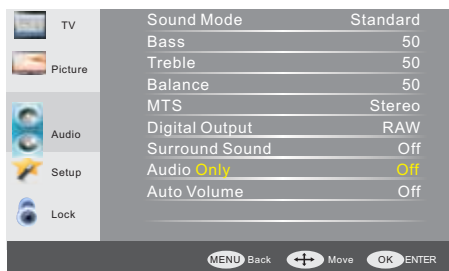 TV
Picture
Audio
Setup
Lock
Sound Mode Standard
Bass 50
Treble 50
Balance 50
MTS Stereo
Digital Output RAW
Surround Sound Off
Audio Only Off
Auto Volume Off
MENU Back Move OK ENTER